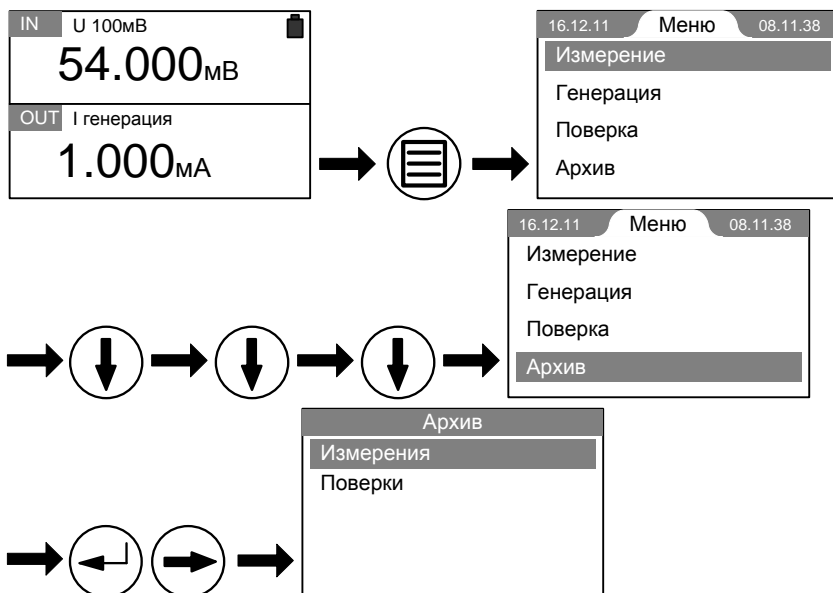 IN U 100мВ
54.000мВ
OUT I генерация
1.000мА
16.12.11 Меню 08.11.38
Измерение
Генерация
Поверка
Архив
16.12.11 Меню 08.11.38
Измерение
Генерация
Поверка
Архив
Архив
Измерения
Поверки